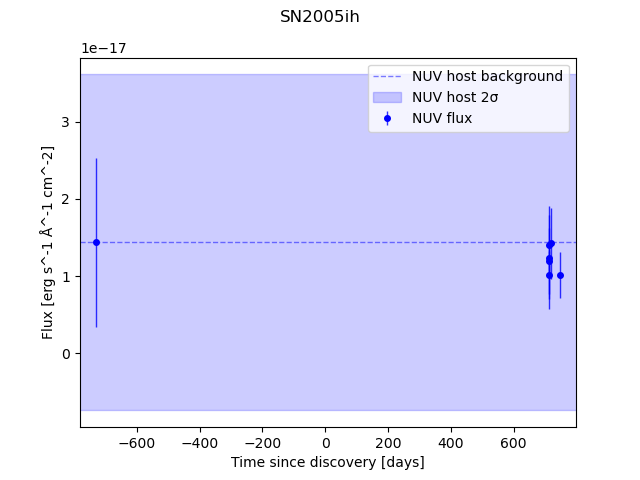 SN2005ih
1e−17
NUV host background
NUV host 2σ
NUV flux
3
2
1
0
Flux [erg s^-1 Å^-1 cm^-2]
−600
−400
−200
0
200
400
600
Time since discovery [days]